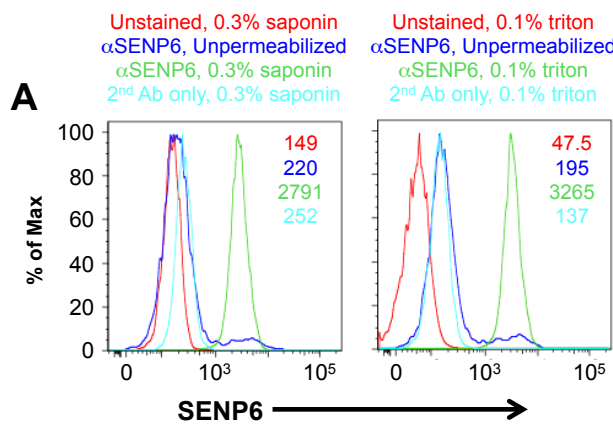 Unstained, 0.3% saponin
αSENP6, Unpermeabilized
αSENP6, 0.3% saponin
2nd Ab only, 0.3% saponin
Unstained, 0.1% triton
αSENP6, Unpermeabilized
αSENP6, 0.1% triton
2nd Ab only, 0.1% triton
A
% of Max
100
80
60
40
20
0
149
220
2791
252
0 10³ 10⁵
47.5
195
3265
137
0 10³ 10⁵
SENP6